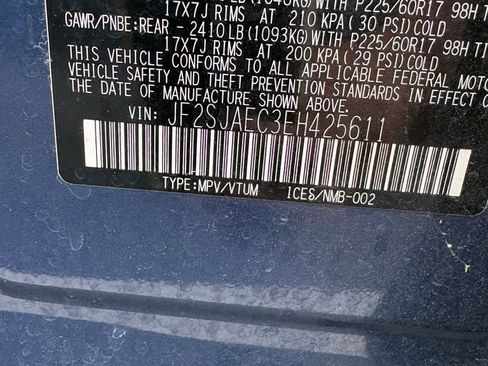 GAWR/PNBE:REAR - 2410 LB(1093KG)WITH P225/60R17 98H TI
17X7J RIMS AT 210 KPA(30 PSI)COLD
17X7J RIMS AT 200 KPA(29 PSI)COLD
THIS VEHICLE CONFORMS TO ALL APPLICABLE FEDERAL MOTOR
VEHICLE SAFETY AND THEFT PREVENTION STANDARDS IN EFFECT
THE DATE OF MANUFACTURE SHOWN ABOVE.
VIN: JF2SJAEC3EH425611
TYPE:MPV/VTUM ICES/NMB-002